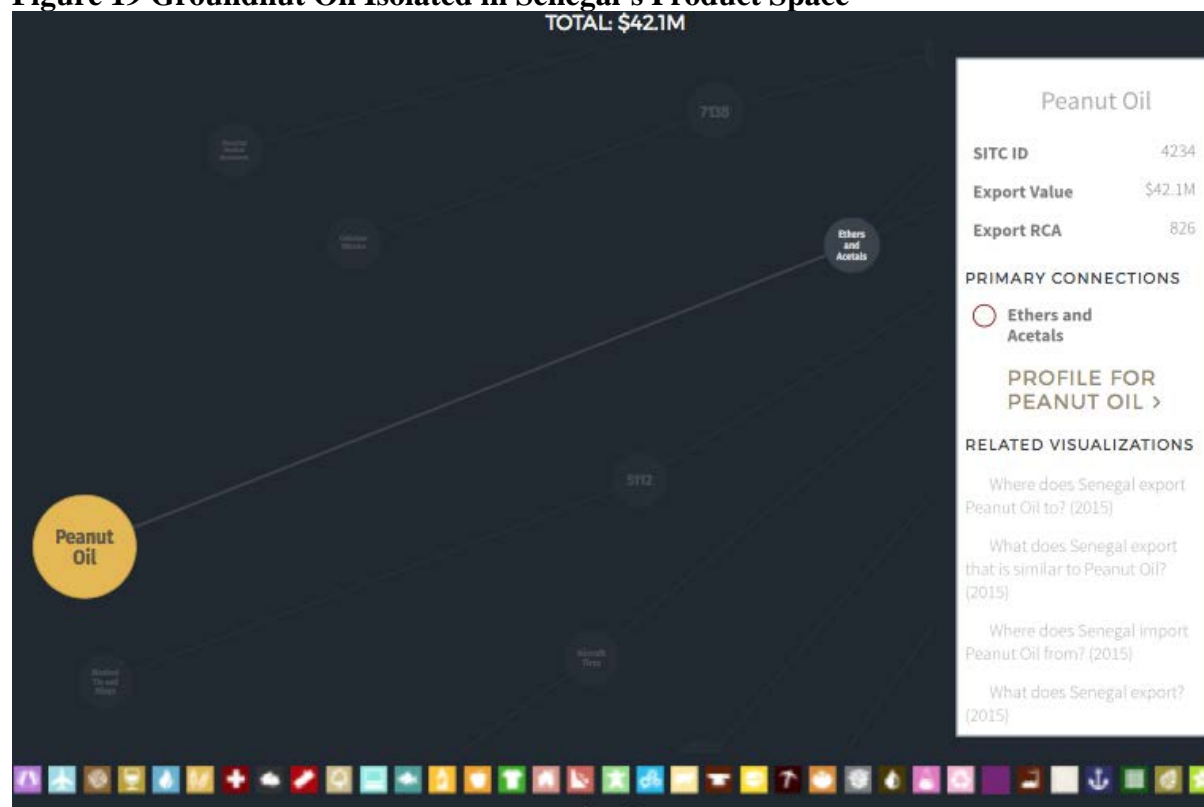 Figure 19 Groundnut Oil Isolated in Senegal's Product Space
TOTAL: $42.1M
7138
Ethers
and
Acetals
5112
Peanut
Oil
Aircraft
Tires
Peanut Oil
SITC ID 4234
Export Value $42.1M
Export RCA 826
PRIMARY CONNECTIONS
Ethers and
Acetals
PROFILE FOR
PEANUT OIL >
RELATED VISUALIZATIONS
Where does Senegal export
Peanut Oil to? (2015)
What does Senegal export
that is similar to Peanut Oil?
(2015)
Where does Senegal import
Peanut Oil from? (2015)
What does Senegal export?
(2015)